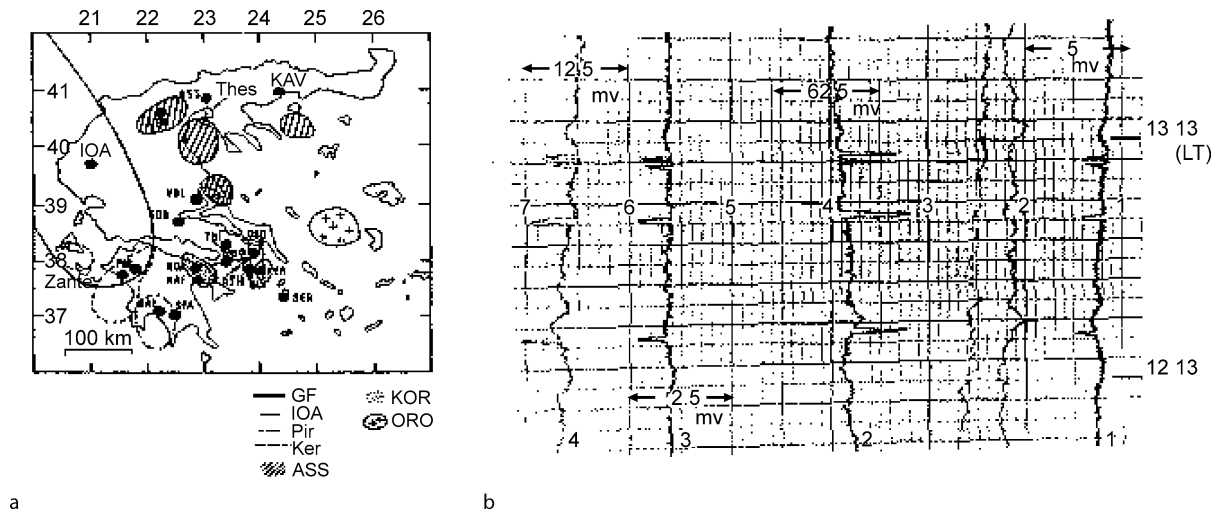 21 22 23 24 25 26
41
40
39
38
37
Thes
KAV
IOA
VOL
SER
Zante
100 km
GF
IOA
Pir
Ker
ASS
KOR
ORO
a
12.5
mv
62.5
mv
5
mv
13 13
(LT)
7 6 5 4 3 2
12 13
2.5
mv
4 3 2 1
b